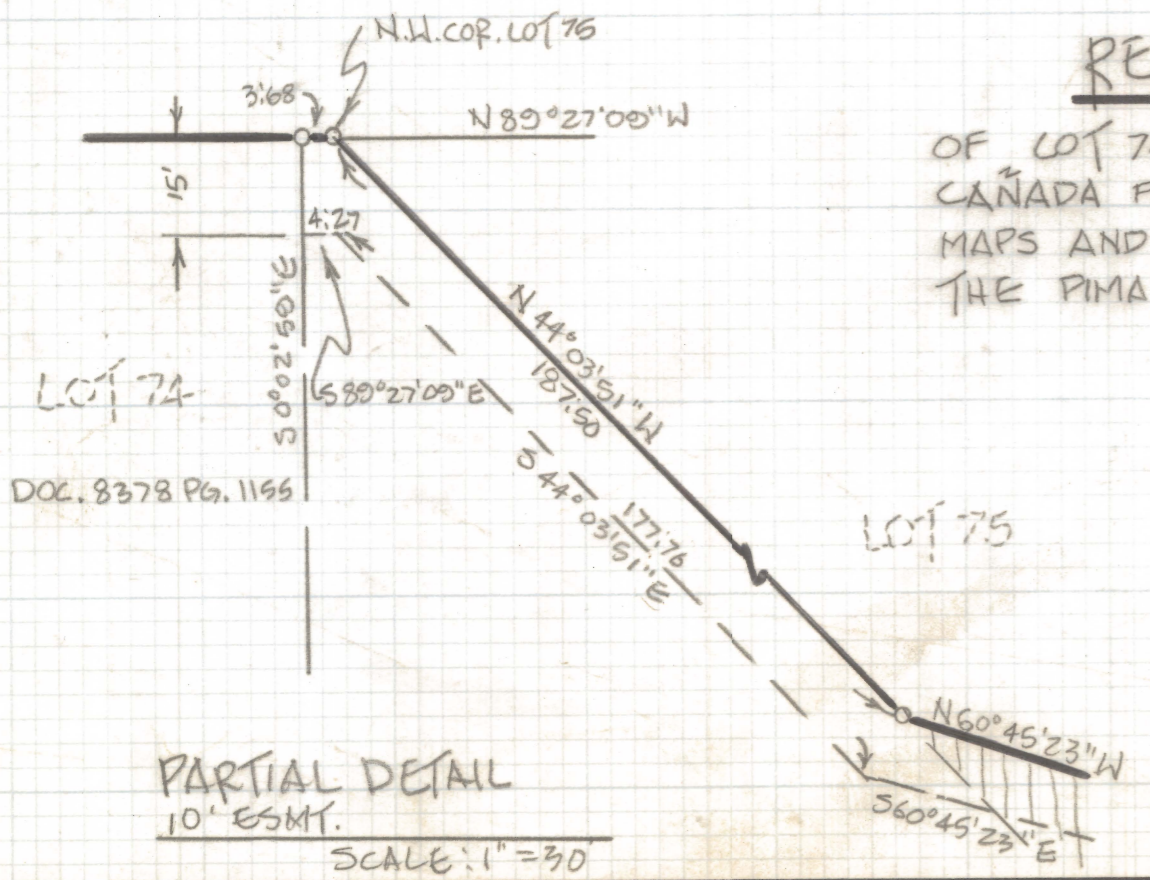 N.W. COR. LOT 75
RE
3.68
N 89°27'09" W
OF LOT 7
CAÑADA F
15'
4.27
MAPS AND
THE PIMA
S 0°02'50" E
N 44°03'51" W
187.50
LOT 74
S 89°27'09" E
DOC. 8378 PG. 1155
177.76
S 44°03'51" E
LOT 75
N 60°45'23" W
S 60°45'23" E
PARTIAL DETAIL
10' ESMT.
SCALE: 1" = 30'